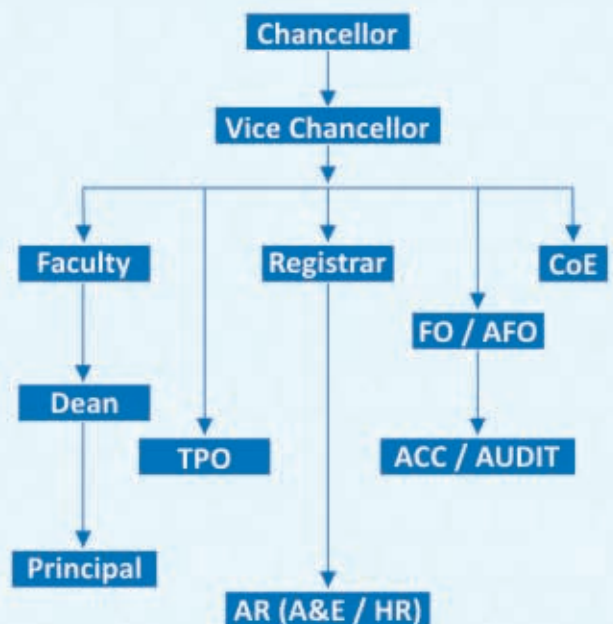 Chancellor
Vice Chancellor
Faculty
Registrar
CoE
FO / AFO
Dean
TPO
ACC / AUDIT
Principal
AR (A&E / HR)